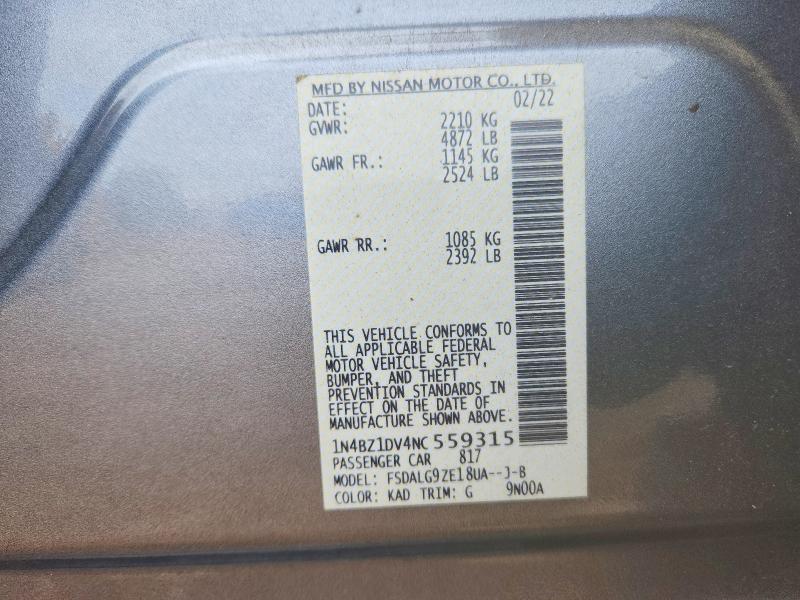 MFD BY NISSAN MOTOR CO., LTD.
DATE: 02/22
GVWR: 2210 KG
4872 LB
GAWR FR.: 1145 KG
2524 LB
GAWR RR.: 1085 KG
2392 LB
THIS VEHICLE CONFORMS TO
ALL APPLICABLE FEDERAL
MOTOR VEHICLE SAFETY,
BUMPER, AND THEFT
PREVENTION STANDARDS IN
EFFECT ON THE DATE OF
MANUFACTURE SHOWN ABOVE.
1N4BZ1DV4NC559315
PASSENGER CAR 817
MODEL: FSDALG9ZE18UA--J-B
COLOR: KAD TRIM: G 9N00A